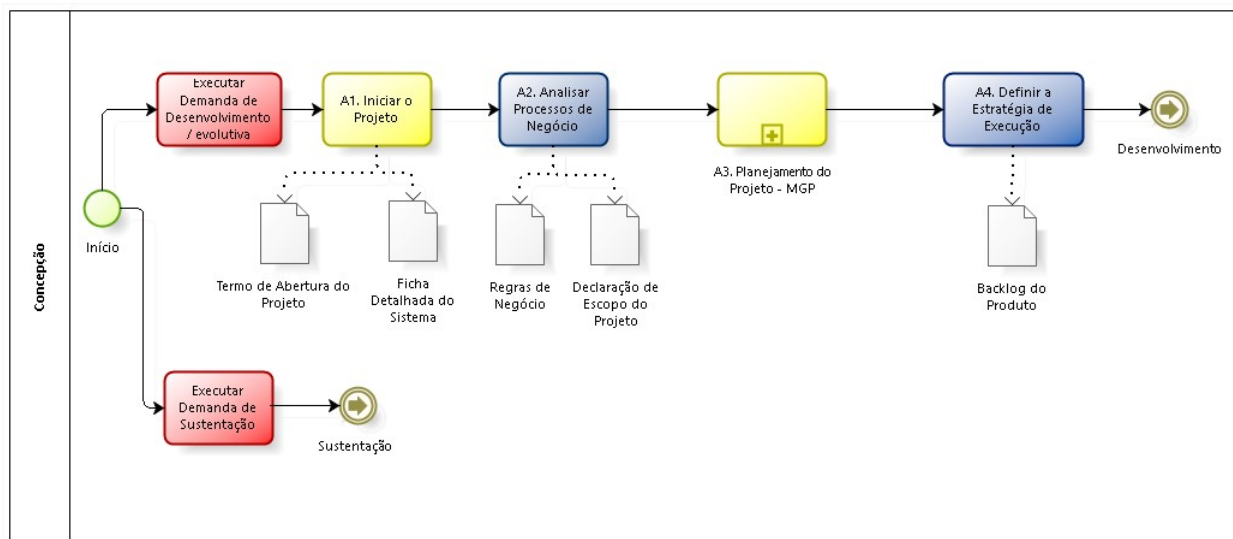 Concepção
Início
Executar
Demanda de
Desenvolvimento
/ evolutiva
A1. Iniciar o
Projeto
Termo de Abertura do
Projeto
Ficha
Detalhada do
Sistema
A2. Analisar
Processos de
Negócio
Regras de
Negócio
Declaração de
Escopo do
Projeto
A3. Planejamento do
Projeto - MGP
A4. Definir a
Estratégia de
Execução
Backlog do
Produto
Desenvolvimento
Executar
Demanda de
Sustentação
Sustentação